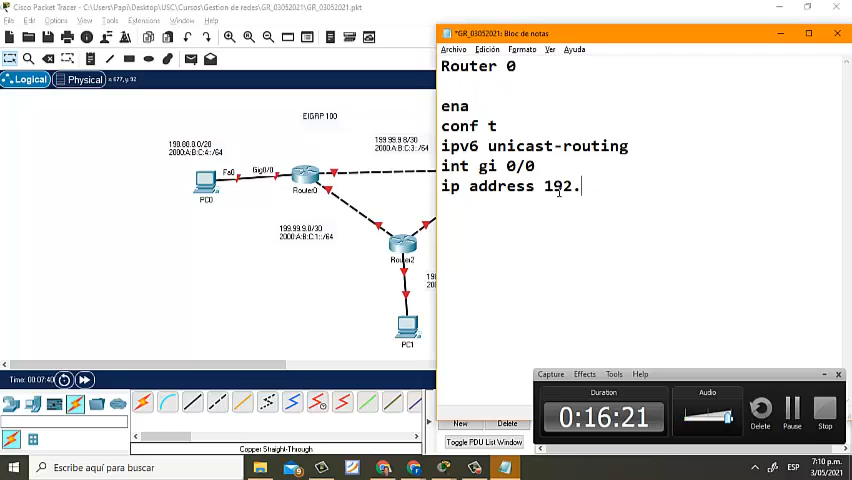 Cisco Packet Tracer - C:\Users\Papi\Documents\USC\Cursos\Gestion de redes\GR_03052021\GR_03052021.pkt
File Edit Options View Tools Extensions Window Help
Logical Physical x: 677, y: 92
EIGRP 100
190.80.0.0/20
2000:A:B:C:4::/64
199.99.9.8/30
2000:A:B:C:3::/64
Fa0 Gig0/0
PC0
Router0
199.99.9.0/30
2000:A:B:C:1::/64
Router2
PC1
*GR_03052021: Bloc de notas
Archivo Edición Formato Ver Ayuda
Router 0
ena
conf t
ipv6 unicast-routing
int gi 0/0
ip address 192.
Time: 00:07:40
Copper Straight-Through
New Delete
Toggle PDU List Window
Capture Effects Tools Help
Duration
0:16:21
Audio
Delete Pause Stop
Escribe aquí para buscar
ESP
7:10 p.m.
3/05/2021